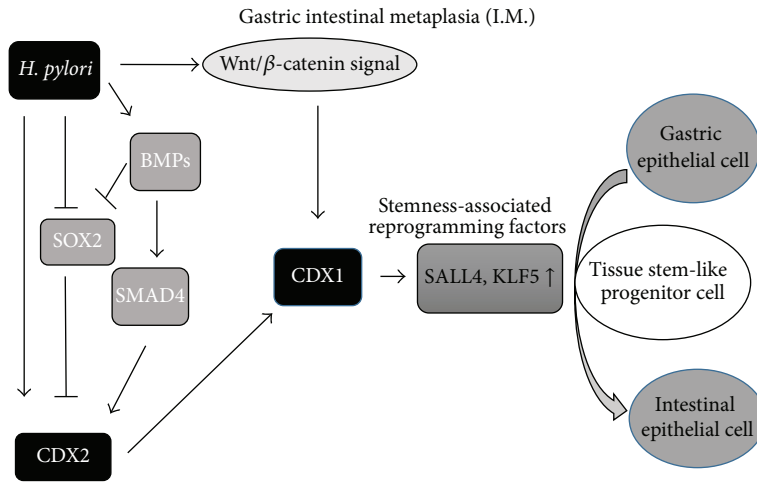 Gastric intestinal metaplasia (I.M.)
H. pylori
Wnt/β-catenin signal
BMPs
Gastric
epithelial cell
SOX2
Stemness-associated
reprogramming factors
SMAD4
CDX1
SALL4, KLF5 ↑
Tissue stem-like
progenitor cell
CDX2
Intestinal
epithelial cell